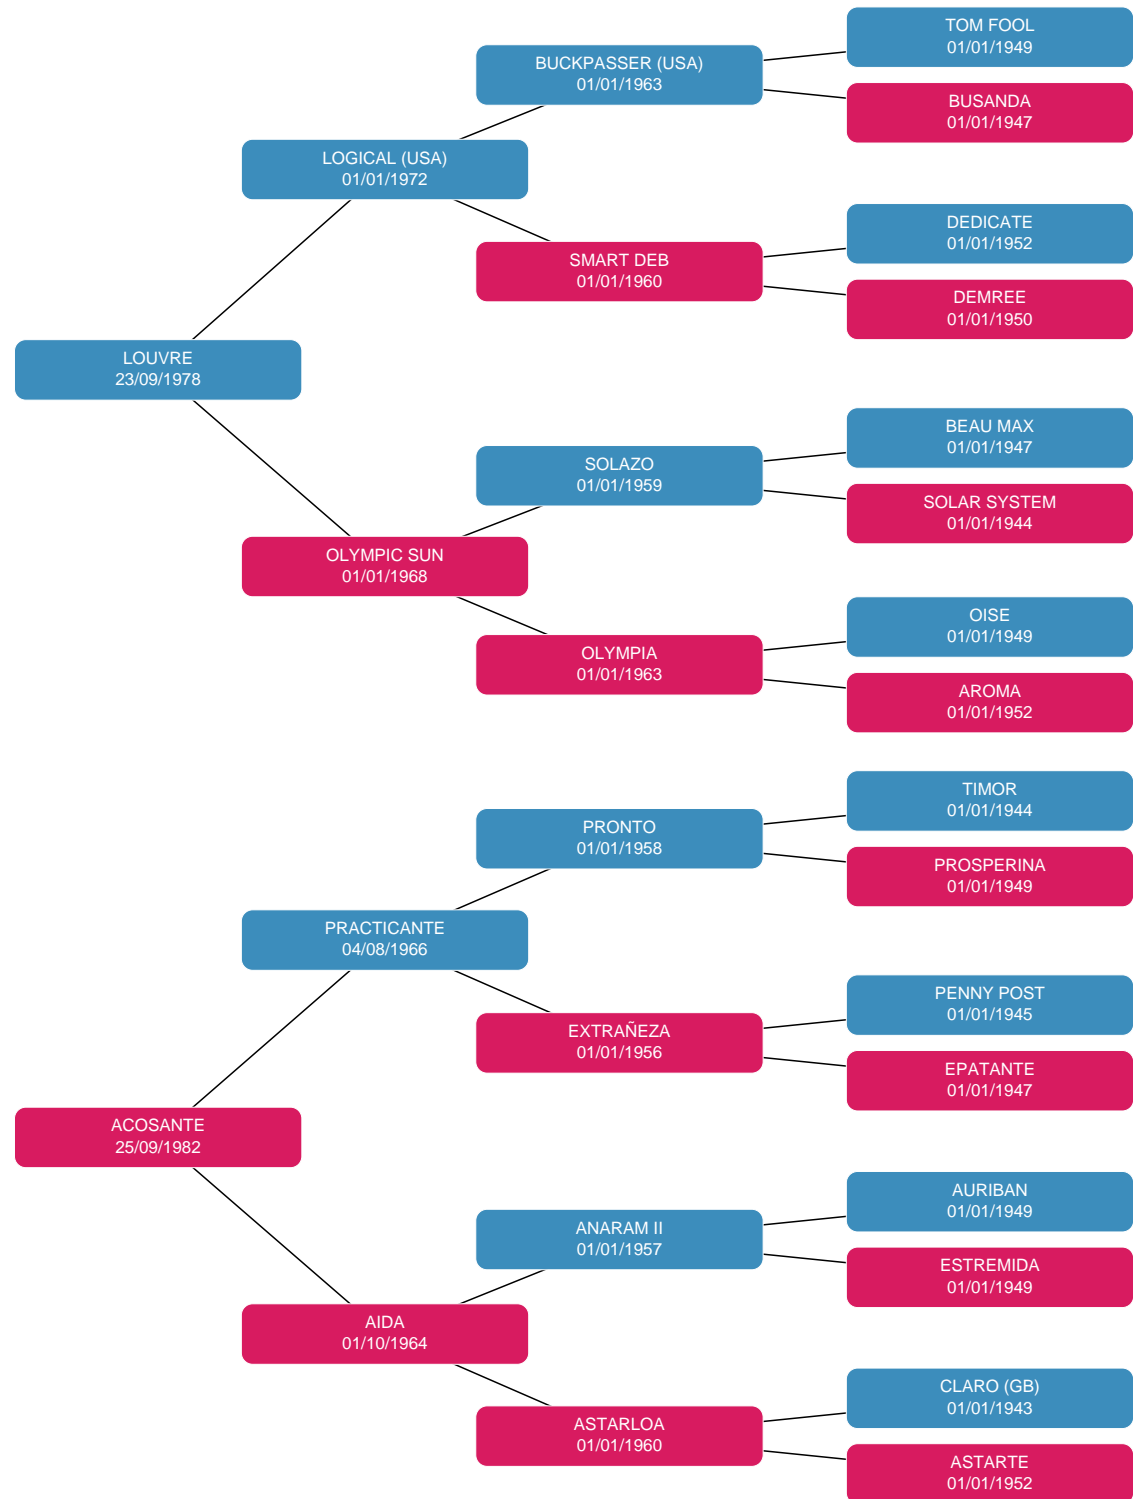 TOM FOOL
01/01/1949
BUCKPASSER (USA)
01/01/1963
BUSANDA
01/01/1947
LOGICAL (USA)
01/01/1972
DEDICATE
01/01/1952
SMART DEB
01/01/1960
DEMREE
01/01/1950
LOUVRE
23/09/1978
BEAU MAX
01/01/1947
SOLAZO
01/01/1959
SOLAR SYSTEM
01/01/1944
OLYMPIC SUN
01/01/1968
OISE
01/01/1949
OLYMPIA
01/01/1963
AROMA
01/01/1952
TIMOR
01/01/1944
PRONTO
01/01/1958
PROSPERINA
01/01/1949
PRACTICANTE
04/08/1966
PENNY POST
01/01/1945
EXTRAÑEZA
01/01/1956
EPATANTE
01/01/1947
ACOSANTE
25/09/1982
AURIBAN
01/01/1949
ANARAM II
01/01/1957
ESTREMIDA
01/01/1949
AIDA
01/10/1964
CLARO (GB)
01/01/1943
ASTARLOA
01/01/1960
ASTARTE
01/01/1952